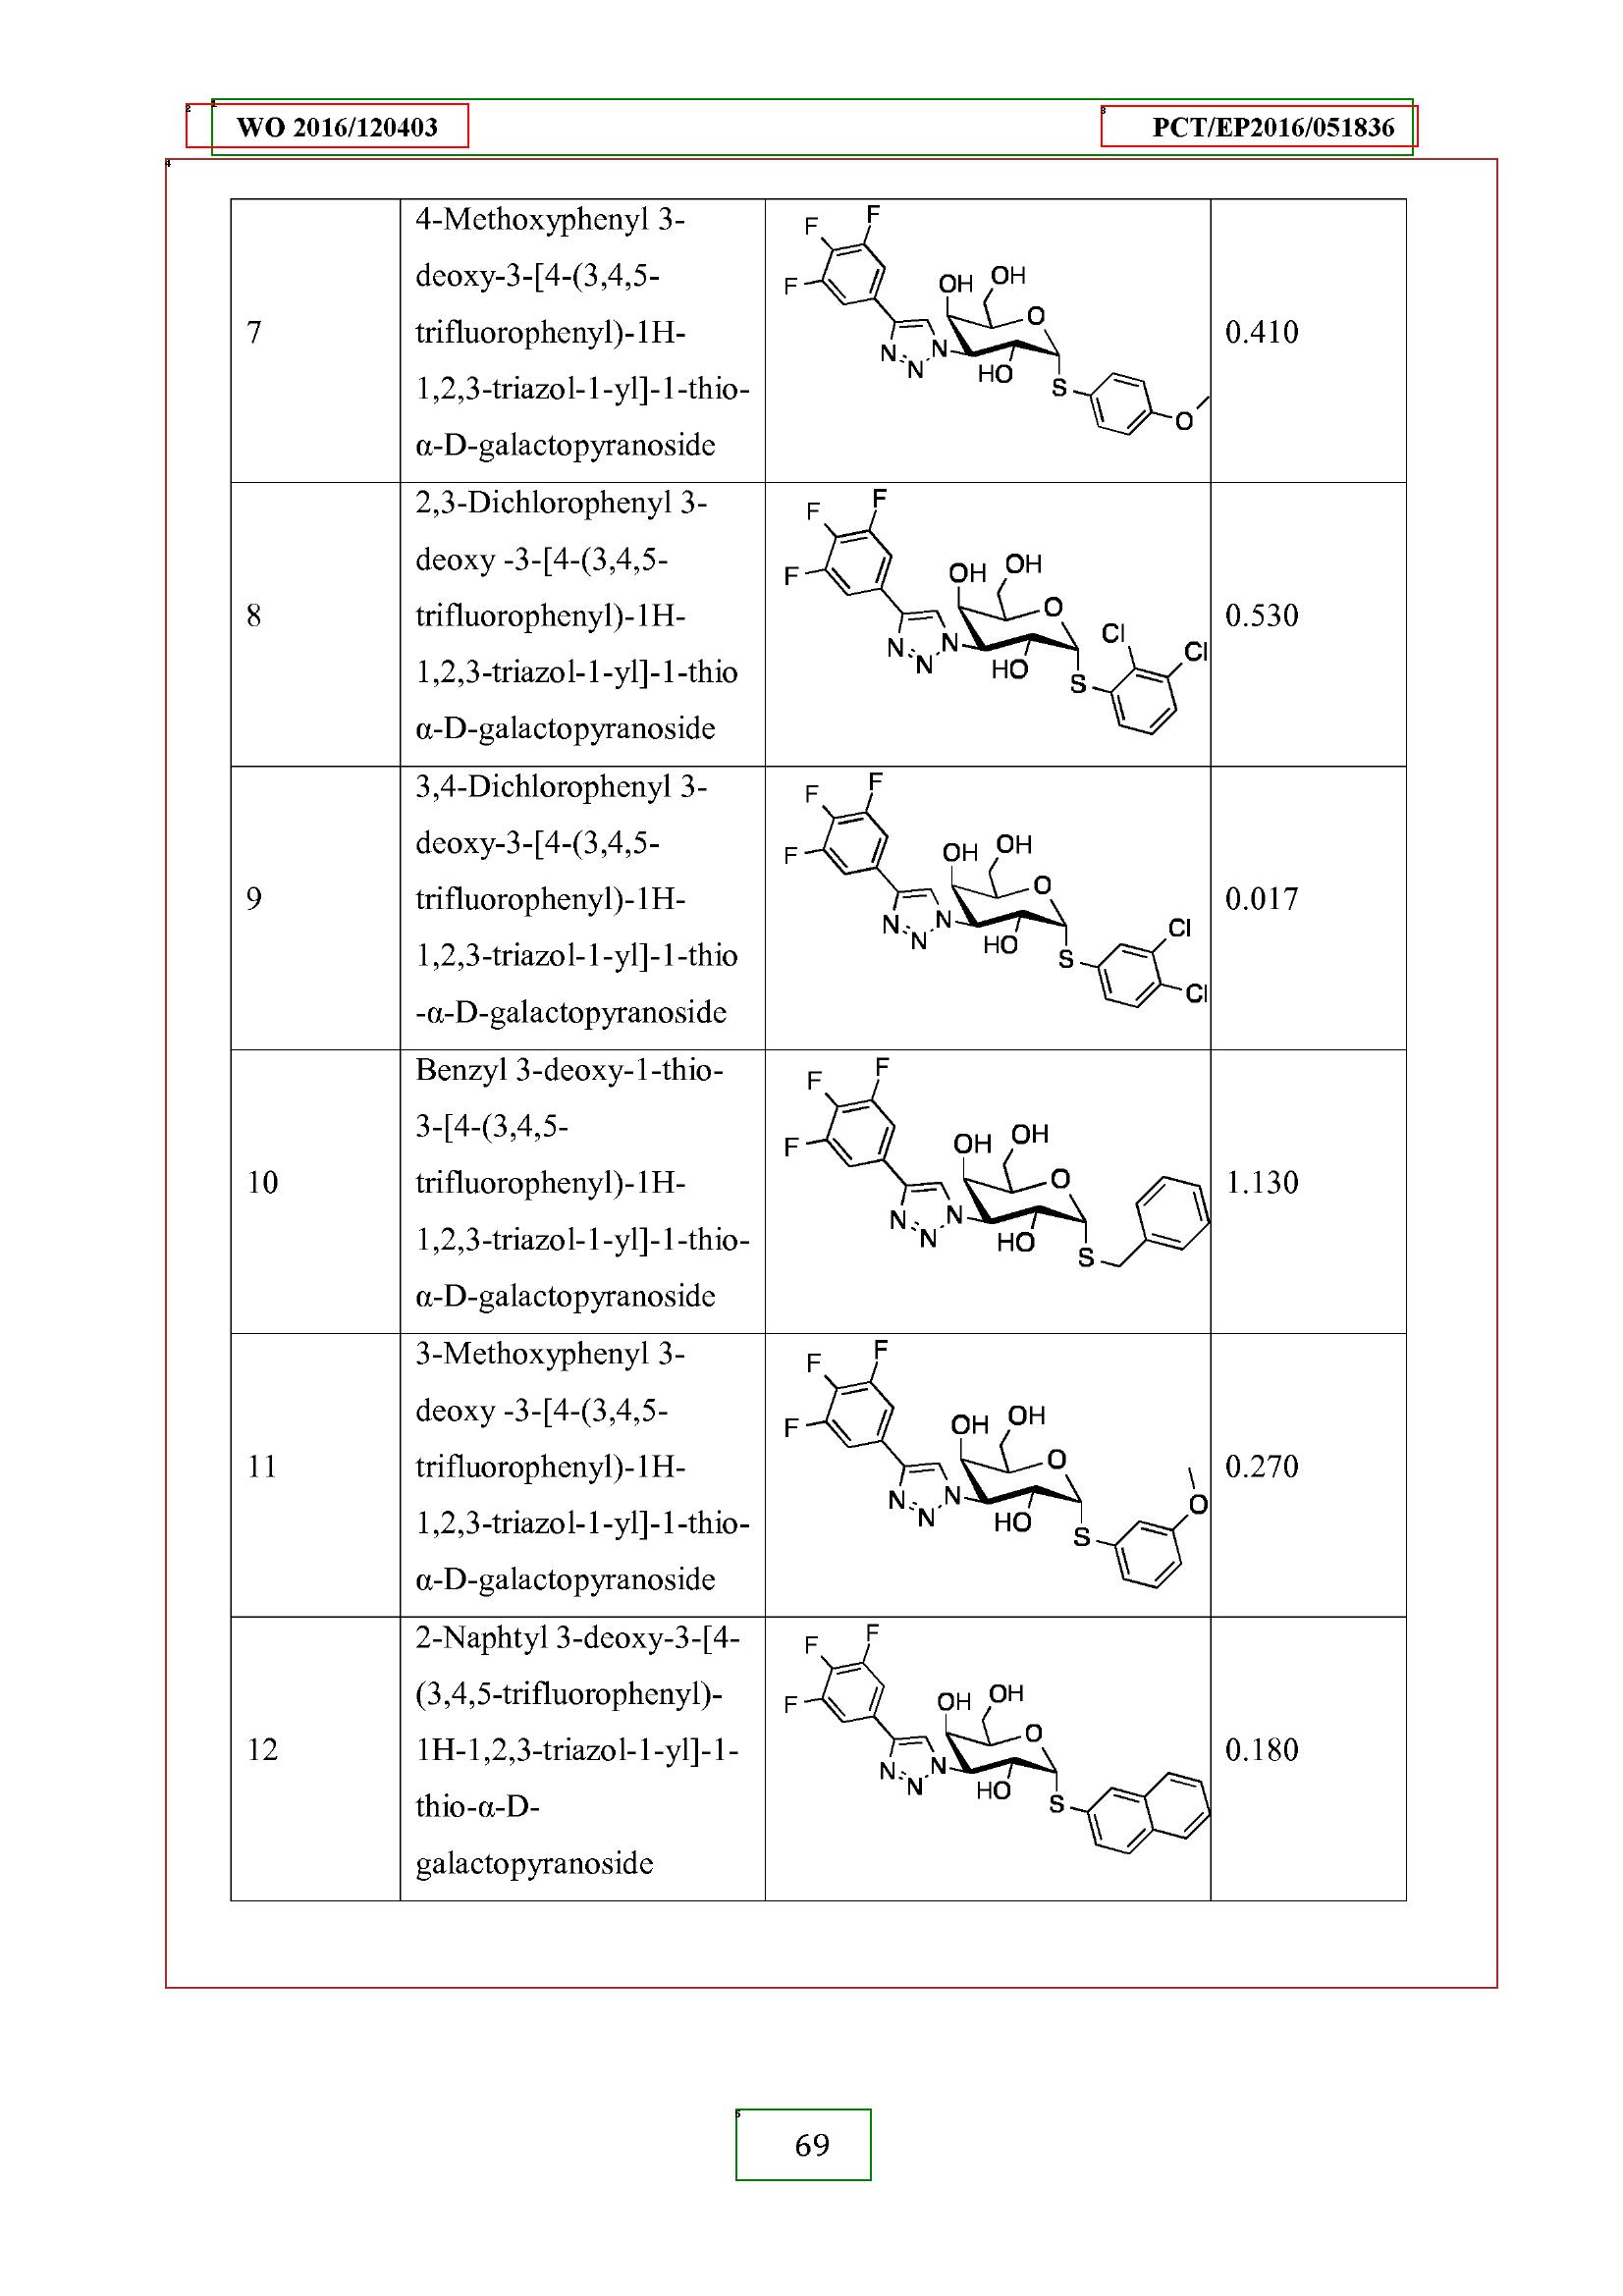 WO 2016/120403
PCT/EP2016/051836
7
4-Methoxyphenyl 3-
deoxy-3-[4-(3,4,5-
trifluorophenyl)-1H-
1,2,3-triazol-1-yl]-1-thio-
α-D-galactopyranoside
F
F
F
OH
OH
O
N
N
N
HO
S
O
0.410
8
2,3-Dichlorophenyl 3-
deoxy -3-[4-(3,4,5-
trifluorophenyl)-1H-
1,2,3-triazol-1-yl]-1-thio
α-D-galactopyranoside
F
F
F
OH
OH
O
Cl
Cl
N
N
N
HO
S
0.530
9
3,4-Dichlorophenyl 3-
deoxy-3-[4-(3,4,5-
trifluorophenyl)-1H-
1,2,3-triazol-1-yl]-1-thio
-α-D-galactopyranoside
F
F
F
OH
OH
O
N
N
N
HO
S
Cl
Cl
0.017
10
Benzyl 3-deoxy-1-thio-
3-[4-(3,4,5-
trifluorophenyl)-1H-
1,2,3-triazol-1-yl]-1-thio-
α-D-galactopyranoside
F
F
F
OH
OH
O
N
N
N
HO
S
1.130
11
3-Methoxyphenyl 3-
deoxy -3-[4-(3,4,5-
trifluorophenyl)-1H-
1,2,3-triazol-1-yl]-1-thio-
α-D-galactopyranoside
F
F
F
OH
OH
O
N
N
N
HO
S
O
0.270
12
2-Naphtyl 3-deoxy-3-[4-
(3,4,5-trifluorophenyl)-
1H-1,2,3-triazol-1-yl]-1-
thio-α-D-
galactopyranoside
F
F
F
OH
OH
O
N
N
N
HO
S
0.180
69